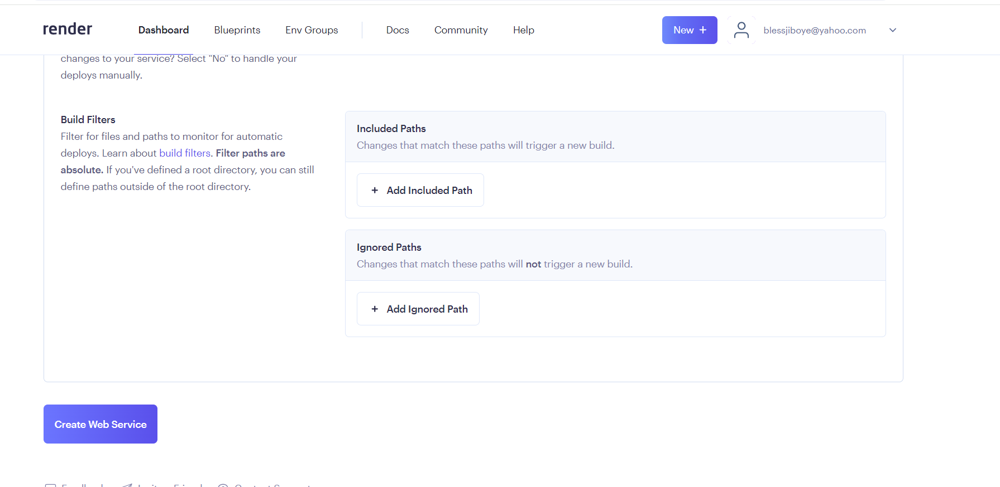 render
Dashboard
Blueprints
Env Groups
Docs
Community
Help
New +
blessjiboye@yahoo.com
changes to your service? Select "No" to handle your
deploys manually.
Build Filters
Filter for files and paths to monitor for automatic
deploys. Learn about build filters. Filter paths are
absolute. If you've defined a root directory, you can still
define paths outside of the root directory.
Included Paths
Changes that match these paths will trigger a new build.
+ Add Included Path
Ignored Paths
Changes that match these paths will not trigger a new build.
+ Add Ignored Path
Create Web Service